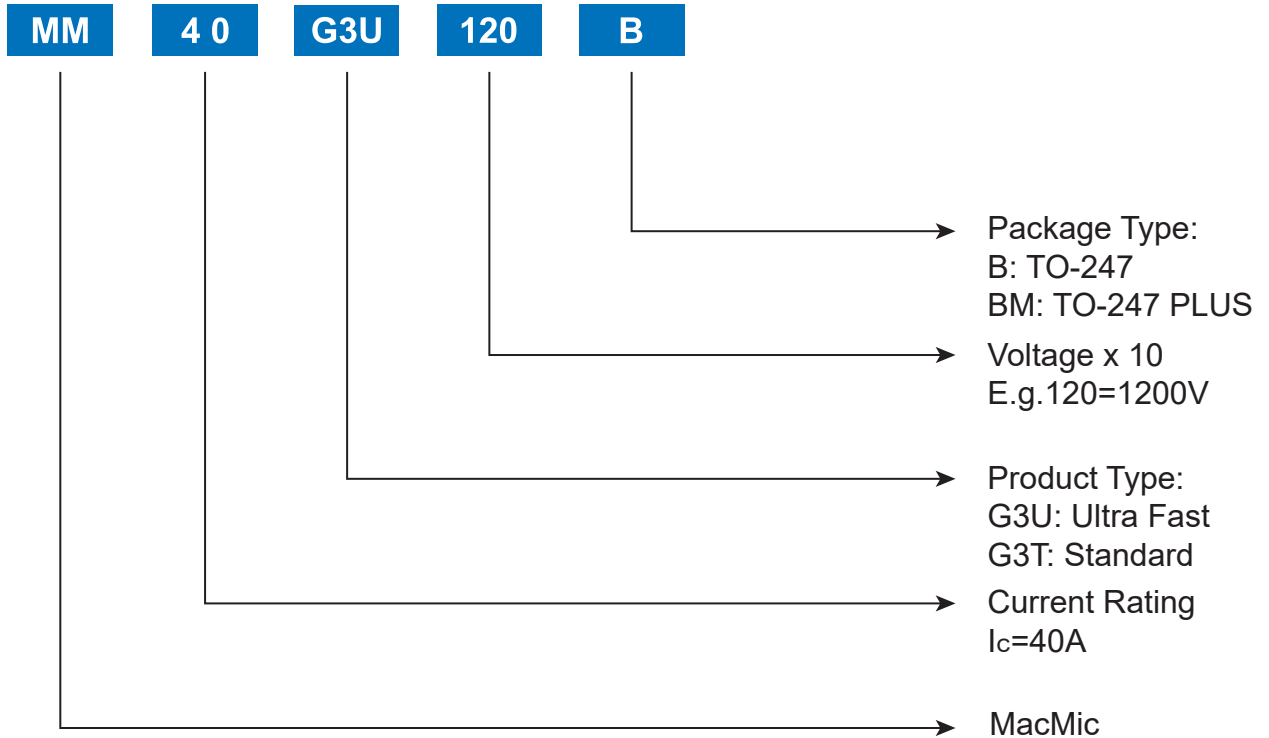 MM 4 0 G3U 120 B
Package Type:
B: TO-247
BM: TO-247 PLUS
Voltage x 10
E.g.120=1200V
Product Type:
G3U: Ultra Fast
G3T: Standard
Current Rating
Ic=40A
MacMic